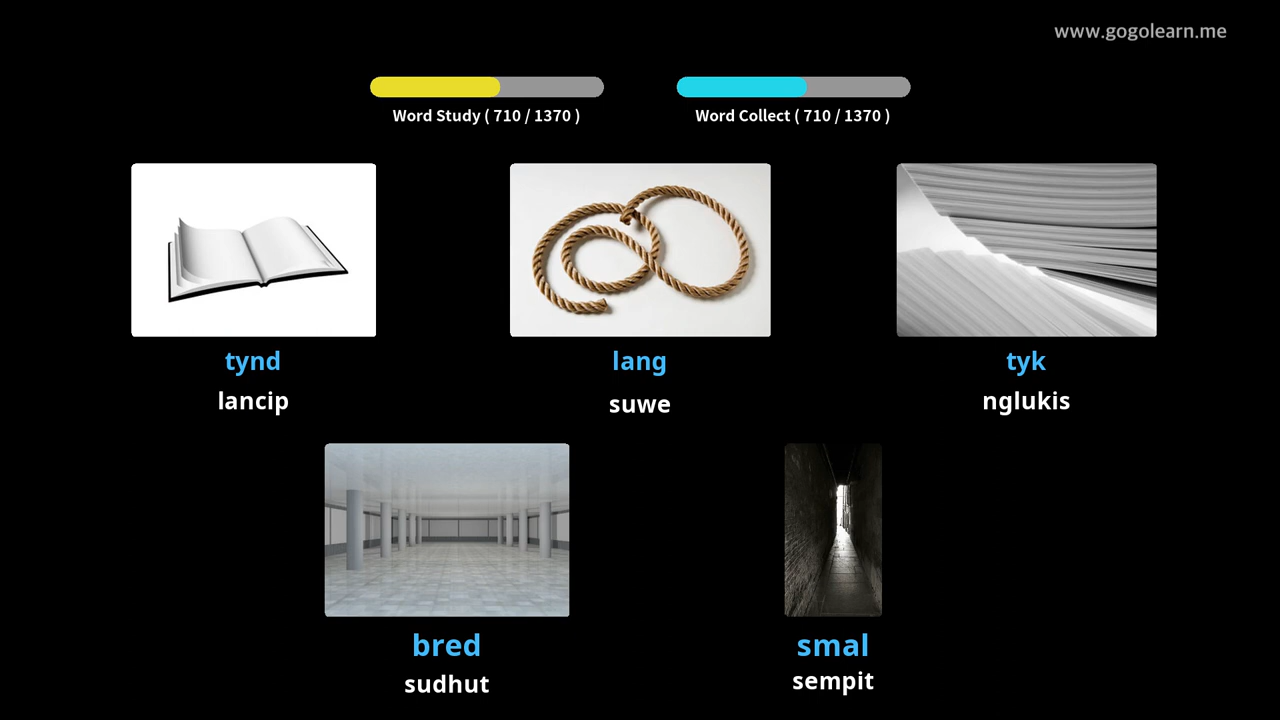 www.gogolearn.me
Word Study ( 710 / 1370 )
Word Collect ( 710 / 1370 )
tynd
lancip
lang
suwe
tyk
nglukis
bred
sudhut
smal
sempit